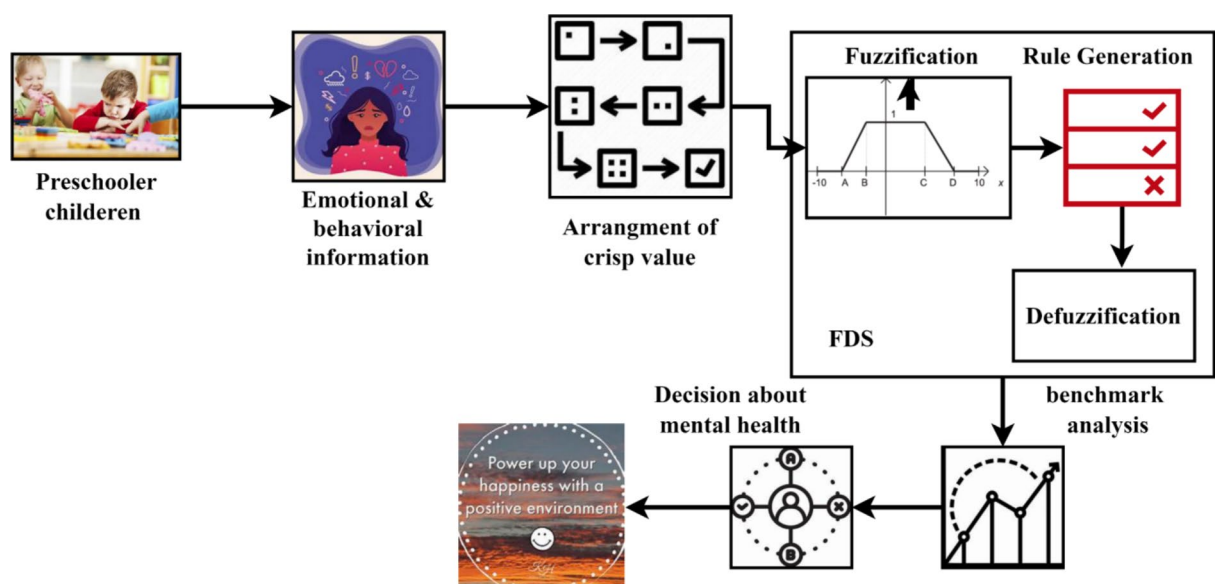 Preschooler
childeren
Emotional &
behavioral
information
Arrangment of
crisp value
Fuzzification
1
-10 A B C D 10 x
Rule Generation
Defuzzification
FDS
benchmark
analysis
Decision about
mental health
A
B
Power up your
happiness with a
positive environment